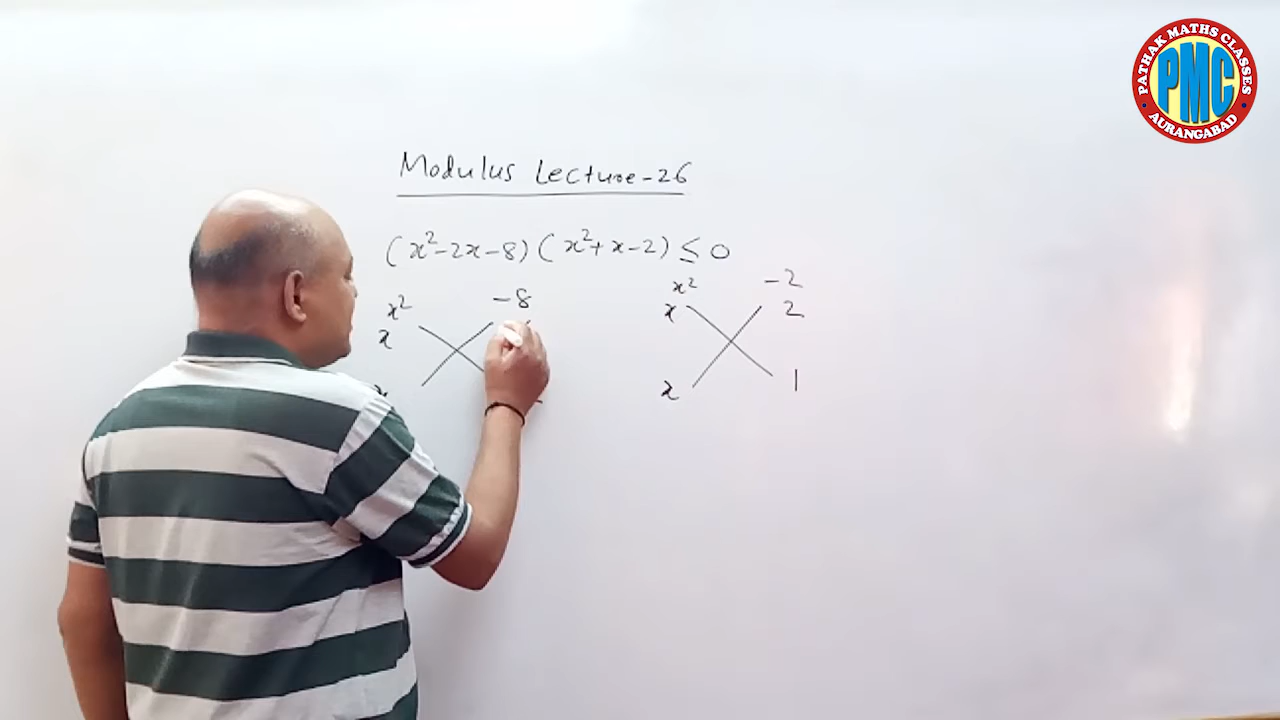 PATHAK MATHS CLASSES
PMC
AURANGABAD
Modulus Lecture-26
(x²-2x-8) (x²+x-2) ≤ 0
x² -8
x
x² -2
x 2
x 1